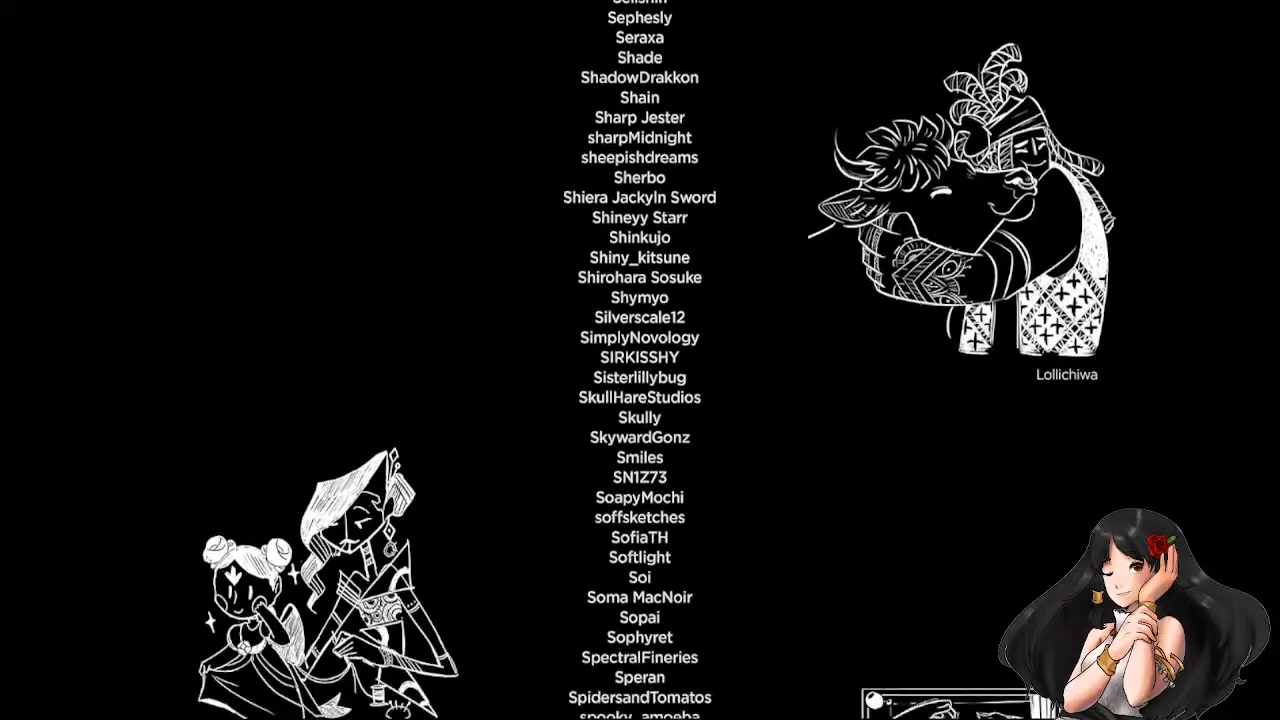 Sephesly
Seraxa
Shade
ShadowDrakkon
Shain
Sharp Jester
sharpMidnight
sheepishdreams
Sherbo
Shiera Jackyln Sword
Shineyy Starr
Shinkujo
Shiny_kitsune
Shirohara Sosuke
Shymyo
Silverscale12
SimplyNovology
SIRKISSHY
Sisterlillybug
SkullHareStudios
Skully
SkywardGonz
Smiles
SN1Z73
SoapyMochi
soffsketches
SofiaTH
Softlight
Soi
Soma MacNoir
Sopai
Sophyret
SpectralFineries
Speran
SpidersandTomatos
spooky_amoeba
Lollichiwa